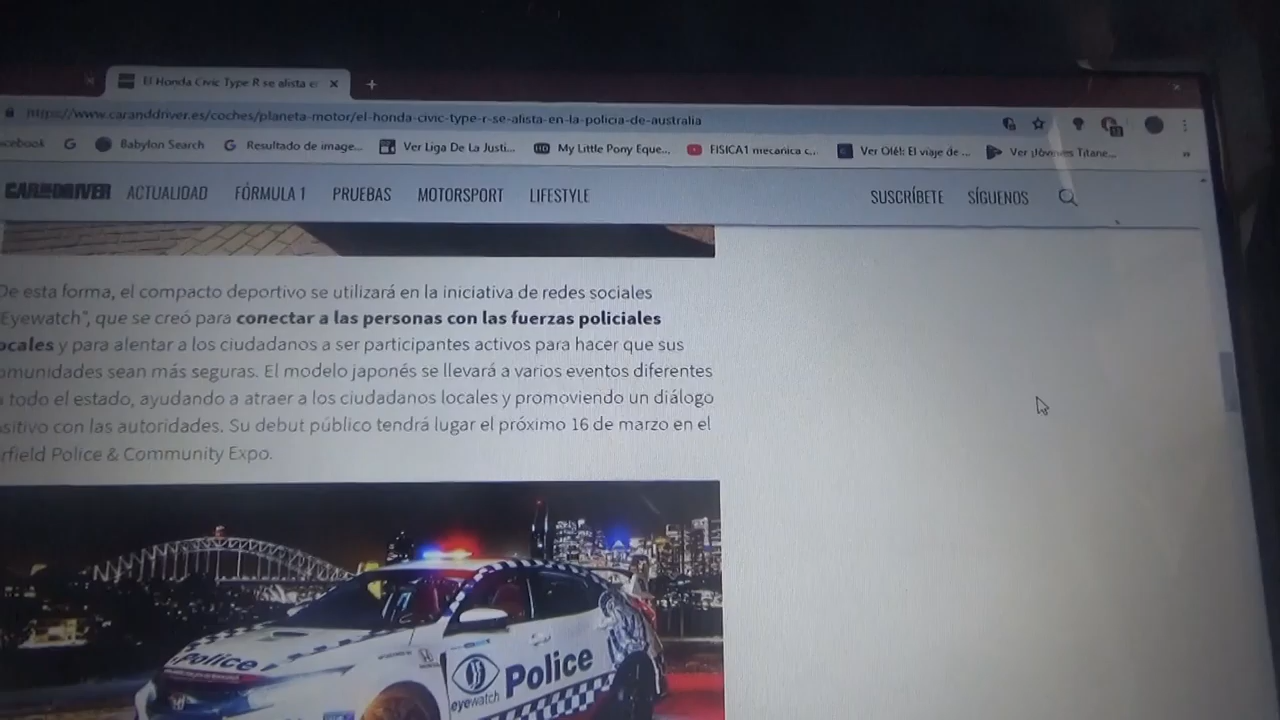 El Honda Civic Type R se alista e
https://www.caranddriver.es/coches/planeta-motor/el-honda-civic-type-r-se-alista-en-la-policia-de-australia
cebook Babylon Search Resultado de image... Ver Liga De La Justi... My Little Pony Eque... FISICA1 mecanica c... Ver Olé!: El viaje de ... Ver ¡Jóvenes Titane... »
CAR AND DRIVER ACTUALIDAD FÓRMULA 1 PRUEBAS MOTORSPORT LIFESTYLE SUSCRÍBETE SÍGUENOS
De esta forma, el compacto deportivo se utilizará en la iniciativa de redes sociales
Eyewatch", que se creó para conectar a las personas con las fuerzas policiales
ocales y para alentar a los ciudadanos a ser participantes activos para hacer que sus
omunidades sean más seguras. El modelo japonés se llevará a varios eventos diferentes
todo el estado, ayudando a atraer a los ciudadanos locales y promoviendo un diálogo
ositivo con las autoridades. Su debut público tendrá lugar el próximo 16 de marzo en el
rfield Police & Community Expo.
Police
eyewatch Police